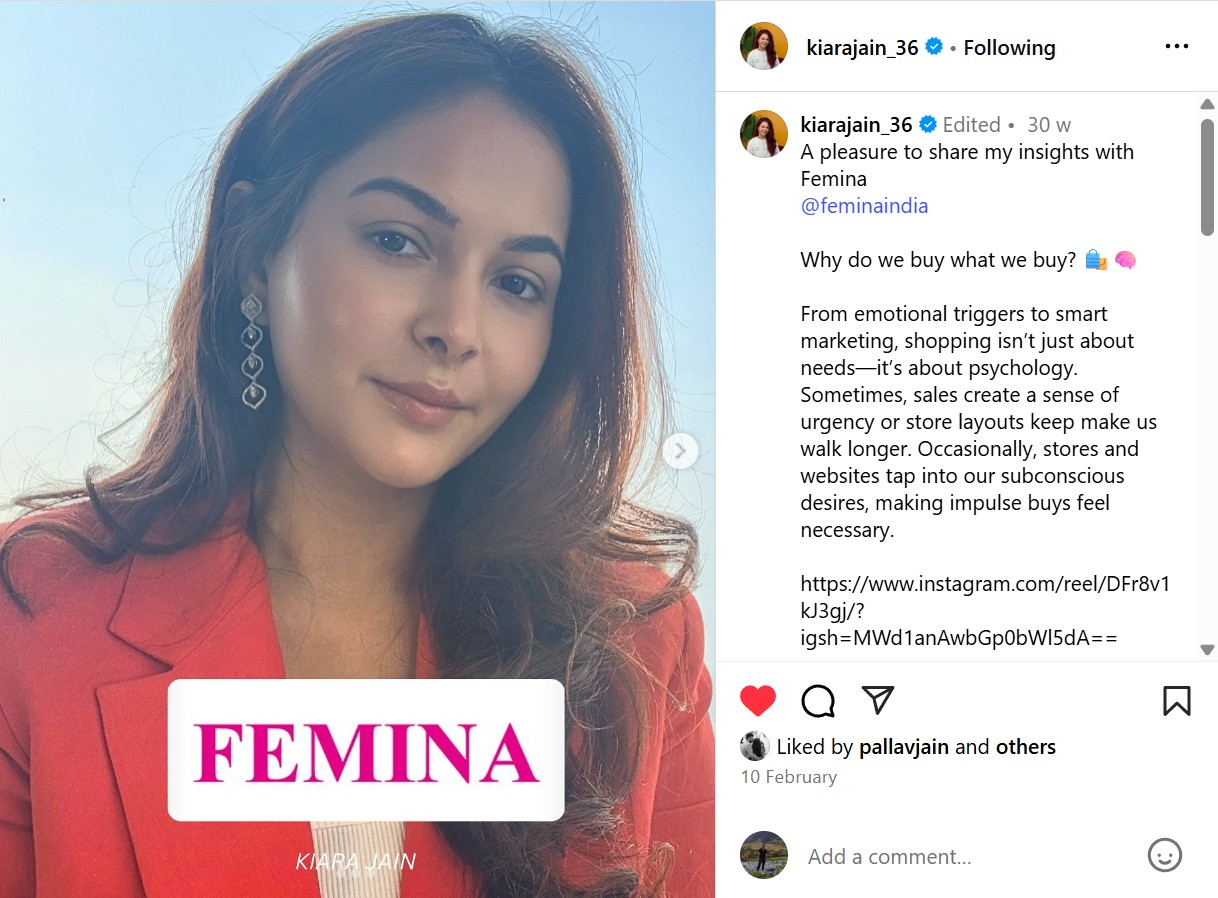 FEMINA
KIARA JAIN
kiarajain_36 • Following
kiarajain_36 Edited • 30 w
A pleasure to share my insights with
Femina
@feminaindia
Why do we buy what we buy? 🛍️🧠
From emotional triggers to smart
marketing, shopping isn’t just about
needs—it’s about psychology.
Sometimes, sales create a sense of
urgency or store layouts keep make us
walk longer. Occasionally, stores and
websites tap into our subconscious
desires, making impulse buys feel
necessary.
https://www.instagram.com/reel/DFr8v1
kJ3gj/?
igsh=MWd1anAwbGp0bWl5dA==
Liked by pallavjain and others
10 February
Add a comment...